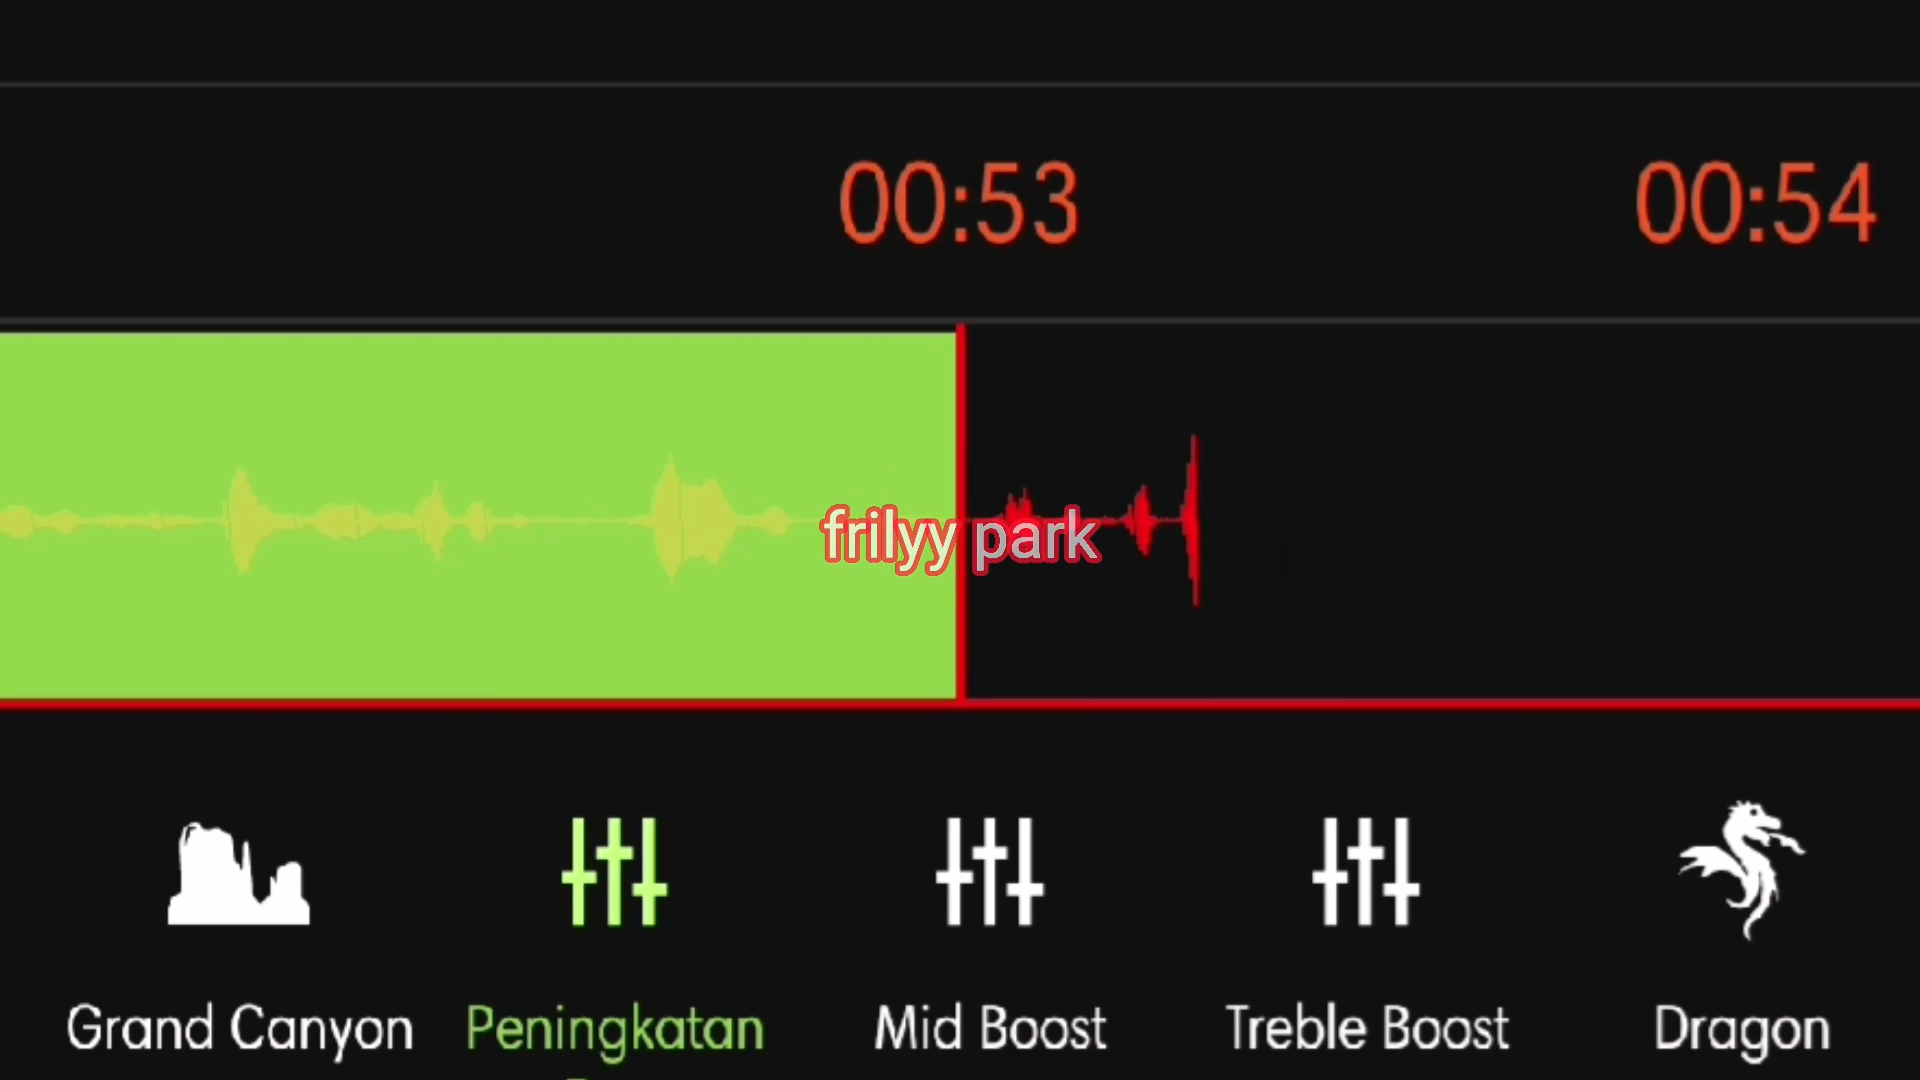 00:53 00:54
frilyy park
Grand Canyon Peningkatan Mid Boost Treble Boost Dragon